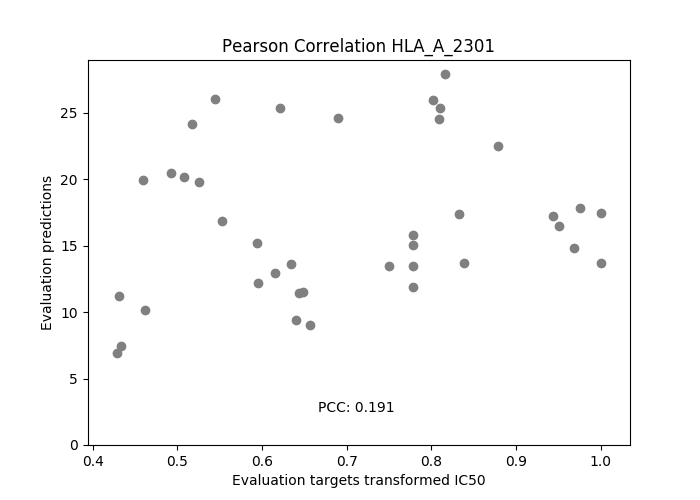 Pearson Correlation HLA_A_2301
Evaluation predictions
25
20
15
10
5
0
PCC: 0.191
0.4 0.5 0.6 0.7 0.8 0.9 1.0
Evaluation targets transformed IC50